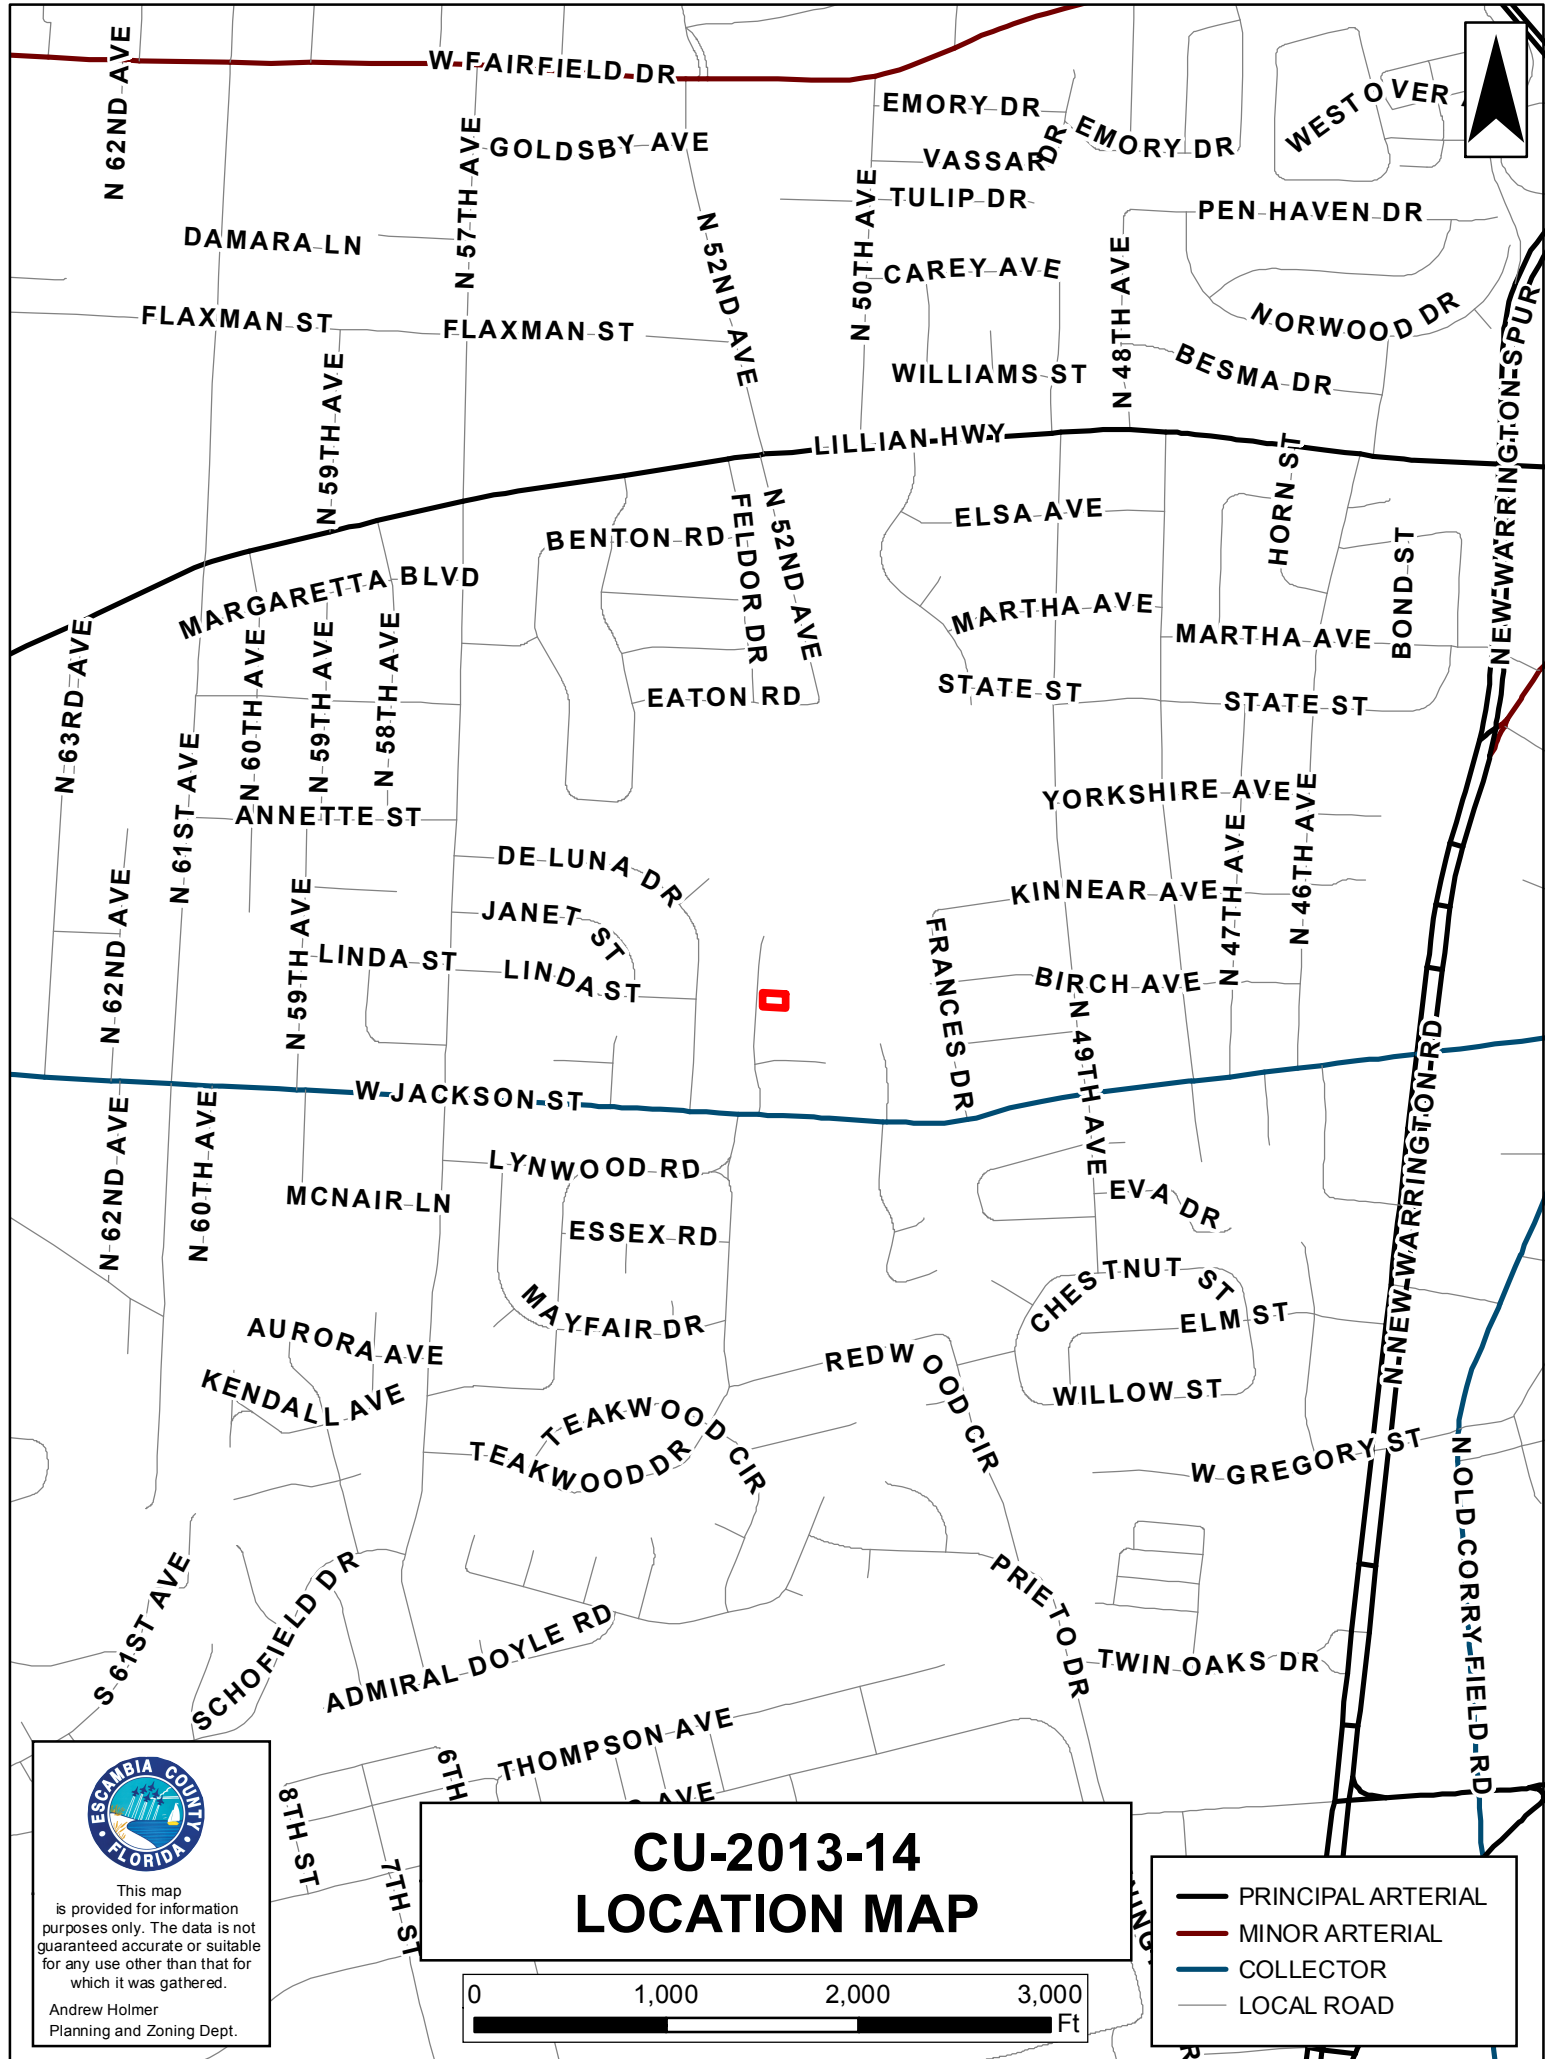 W FAIRFIELD DR
N 62ND AVE
GOLDSBY AVE
N 57TH AVE
EMORY DR
EMORY DR
VASSAR DR
TULIP DR
WESTOVER
PEN HAVEN DR
DAMARA LN
N 52ND AVE
N 50TH AVE
CAREY AVE
N 48TH AVE
NORWOOD DR
FLAXMAN ST
FLAXMAN ST
N 59TH AVE
WILLIAMS ST
BESMA DR
NEW WARRINGTON SPUR
LILLIAN HWY
HORN ST
ELSA AVE
BENTON RD
FELDOR DR
N 52ND AVE
BOND ST
MARGARETTA BLVD
MARTHA AVE
MARTHA AVE
N 63RD AVE
N 60TH AVE
N 59TH AVE
N 58TH AVE
EATON RD
STATE ST
STATE ST
N 61ST AVE
ANNETTE ST
YORKSHIRE AVE
N 47TH AVE
N 46TH AVE
DE LUNA DR
KINNEAR AVE
N 62ND AVE
N 59TH AVE
JANET ST
LINDA ST
LINDA ST
FRANCES DR
BIRCH AVE
N 49TH AVE
W JACKSON ST
N NEW WARRINGTON RD
N 62ND AVE
N 60TH AVE
LYNWOOD RD
MCNAIR LN
EVA DR
ESSEX RD
CHESTNUT ST
MAYFAIR DR
ELM ST
AURORA AVE
REDWOOD CIR
KENDALL AVE
WILLOW ST
TEAKWOOD CIR
TEAKWOOD DR
W GREGORY ST
N OLD CORRY FIELD RD
S 61ST AVE
SCHOFIELD DR
PRIETO DR
ADMIRAL DOYLE RD
TWIN OAKS DR
THOMPSON AVE
6TH
AVE
8TH ST
7TH ST
ESCAMBIA COUNTY
FLORIDA
This map
is provided for information
purposes only. The data is not
guaranteed accurate or suitable
for any use other than that for
which it was gathered.
Andrew Holmer
Planning and Zoning Dept.
CU-2013-14
LOCATION MAP
0 1,000 2,000 3,000
Ft
PRINCIPAL ARTERIAL
MINOR ARTERIAL
COLLECTOR
LOCAL ROAD